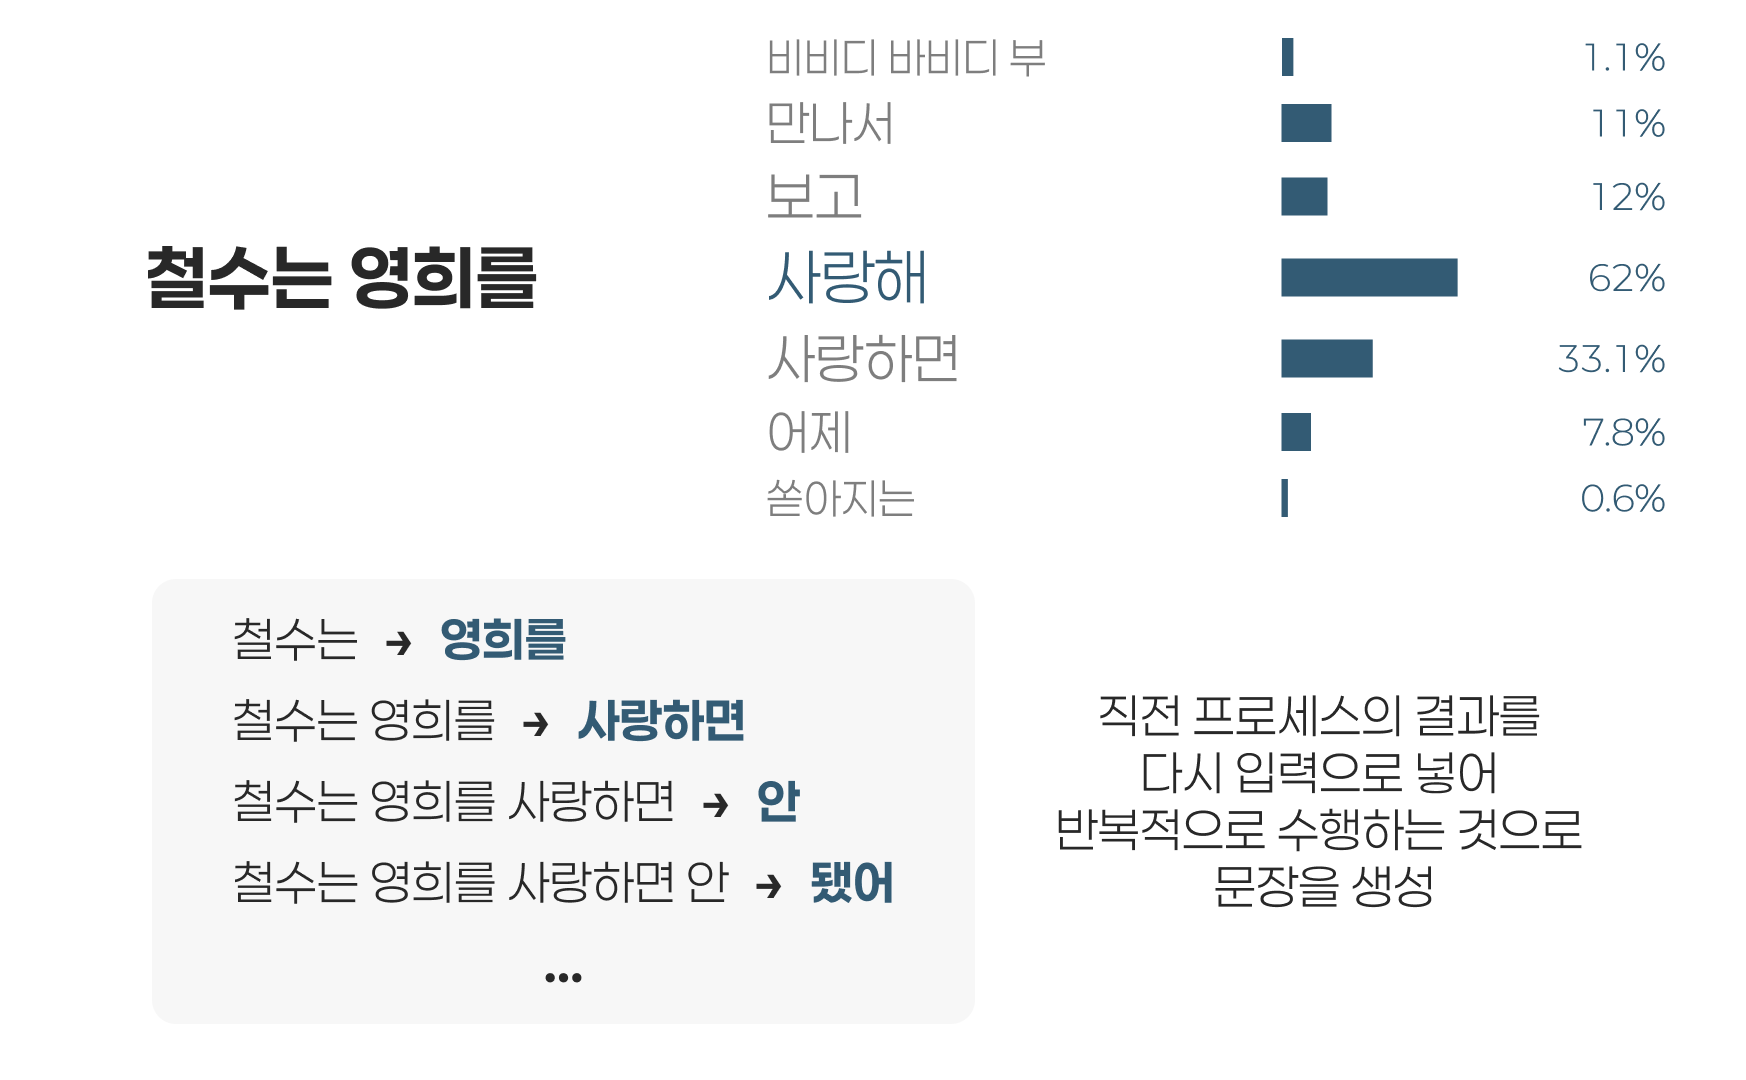 비비디 바비디 부 1.1%
만나서 11%
보고 12%
철수는 영희를
사랑해 62%
사랑하면 33.1%
어제 7.8%
쏟아지는 0.6%
철수는 → 영희를
철수는 영희를 → 사랑하면
철수는 영희를 사랑하면 → 안
철수는 영희를 사랑하면 안 → 됐어
...
직전 프로세스의 결과를
다시 입력으로 넣어
반복적으로 수행하는 것으로
문장을 생성